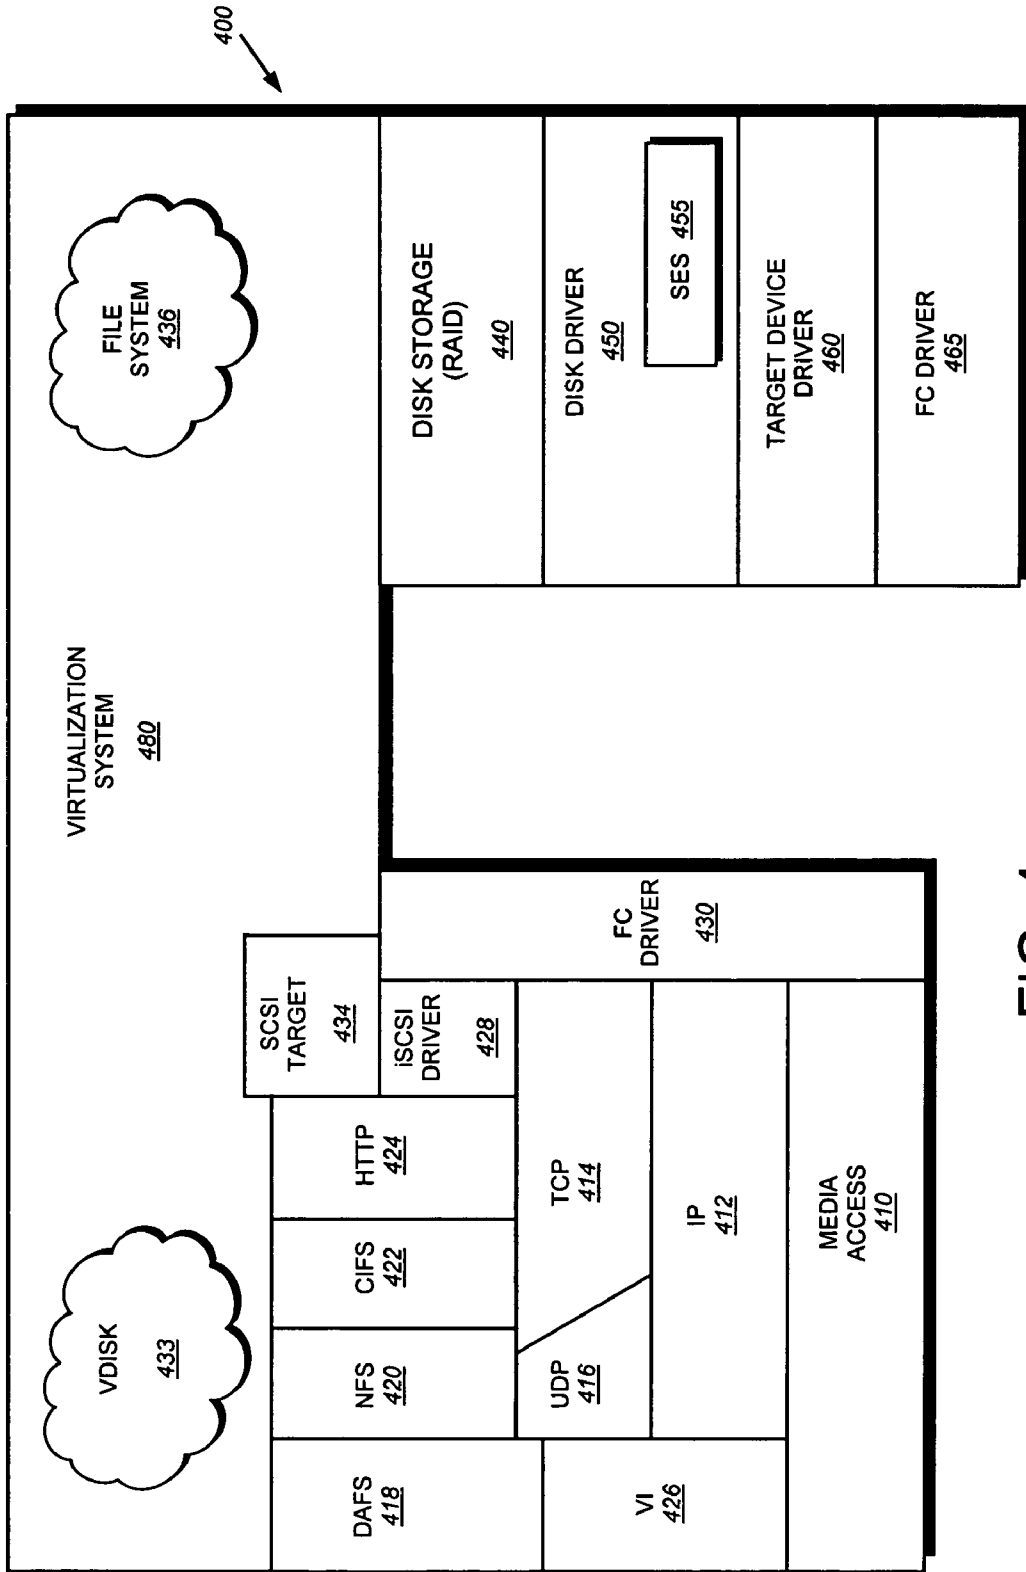 400
VIRTUALIZATION
SYSTEM
480
VDISK
433
FILE
SYSTEM
436
DAFS
418
NFS
420
CIFS
422
HTTP
424
SCSI
TARGET
434
iSCSI
DRIVER
428
FC
DRIVER
430
VI
426
UDP
416
TCP
414
IP
412
MEDIA
ACCESS
410
DISK STORAGE
(RAID)
440
DISK DRIVER
450
SES 455
TARGET DEVICE
DRIVER
460
FC DRIVER
465